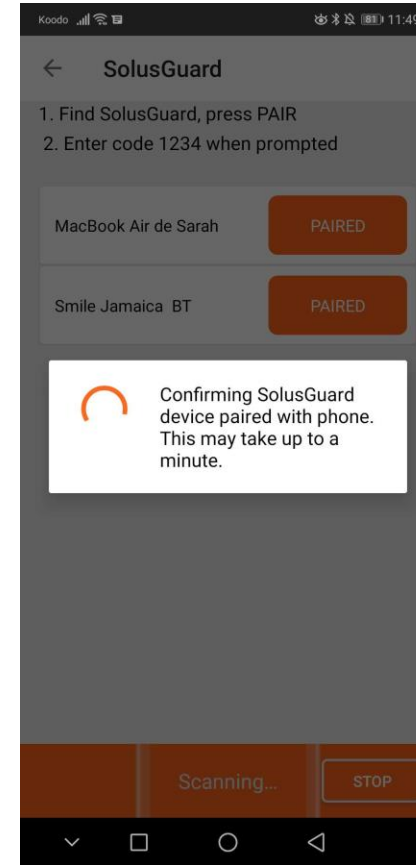 Koodo 81 11:49
SolusGuard
1. Find SolusGuard, press PAIR
2. Enter code 1234 when prompted
MacBook Air de Sarah PAIRED
Smile Jamaica BT PAIRED
Confirming SolusGuard
device paired with phone.
This may take up to a
minute.
Scanning... STOP